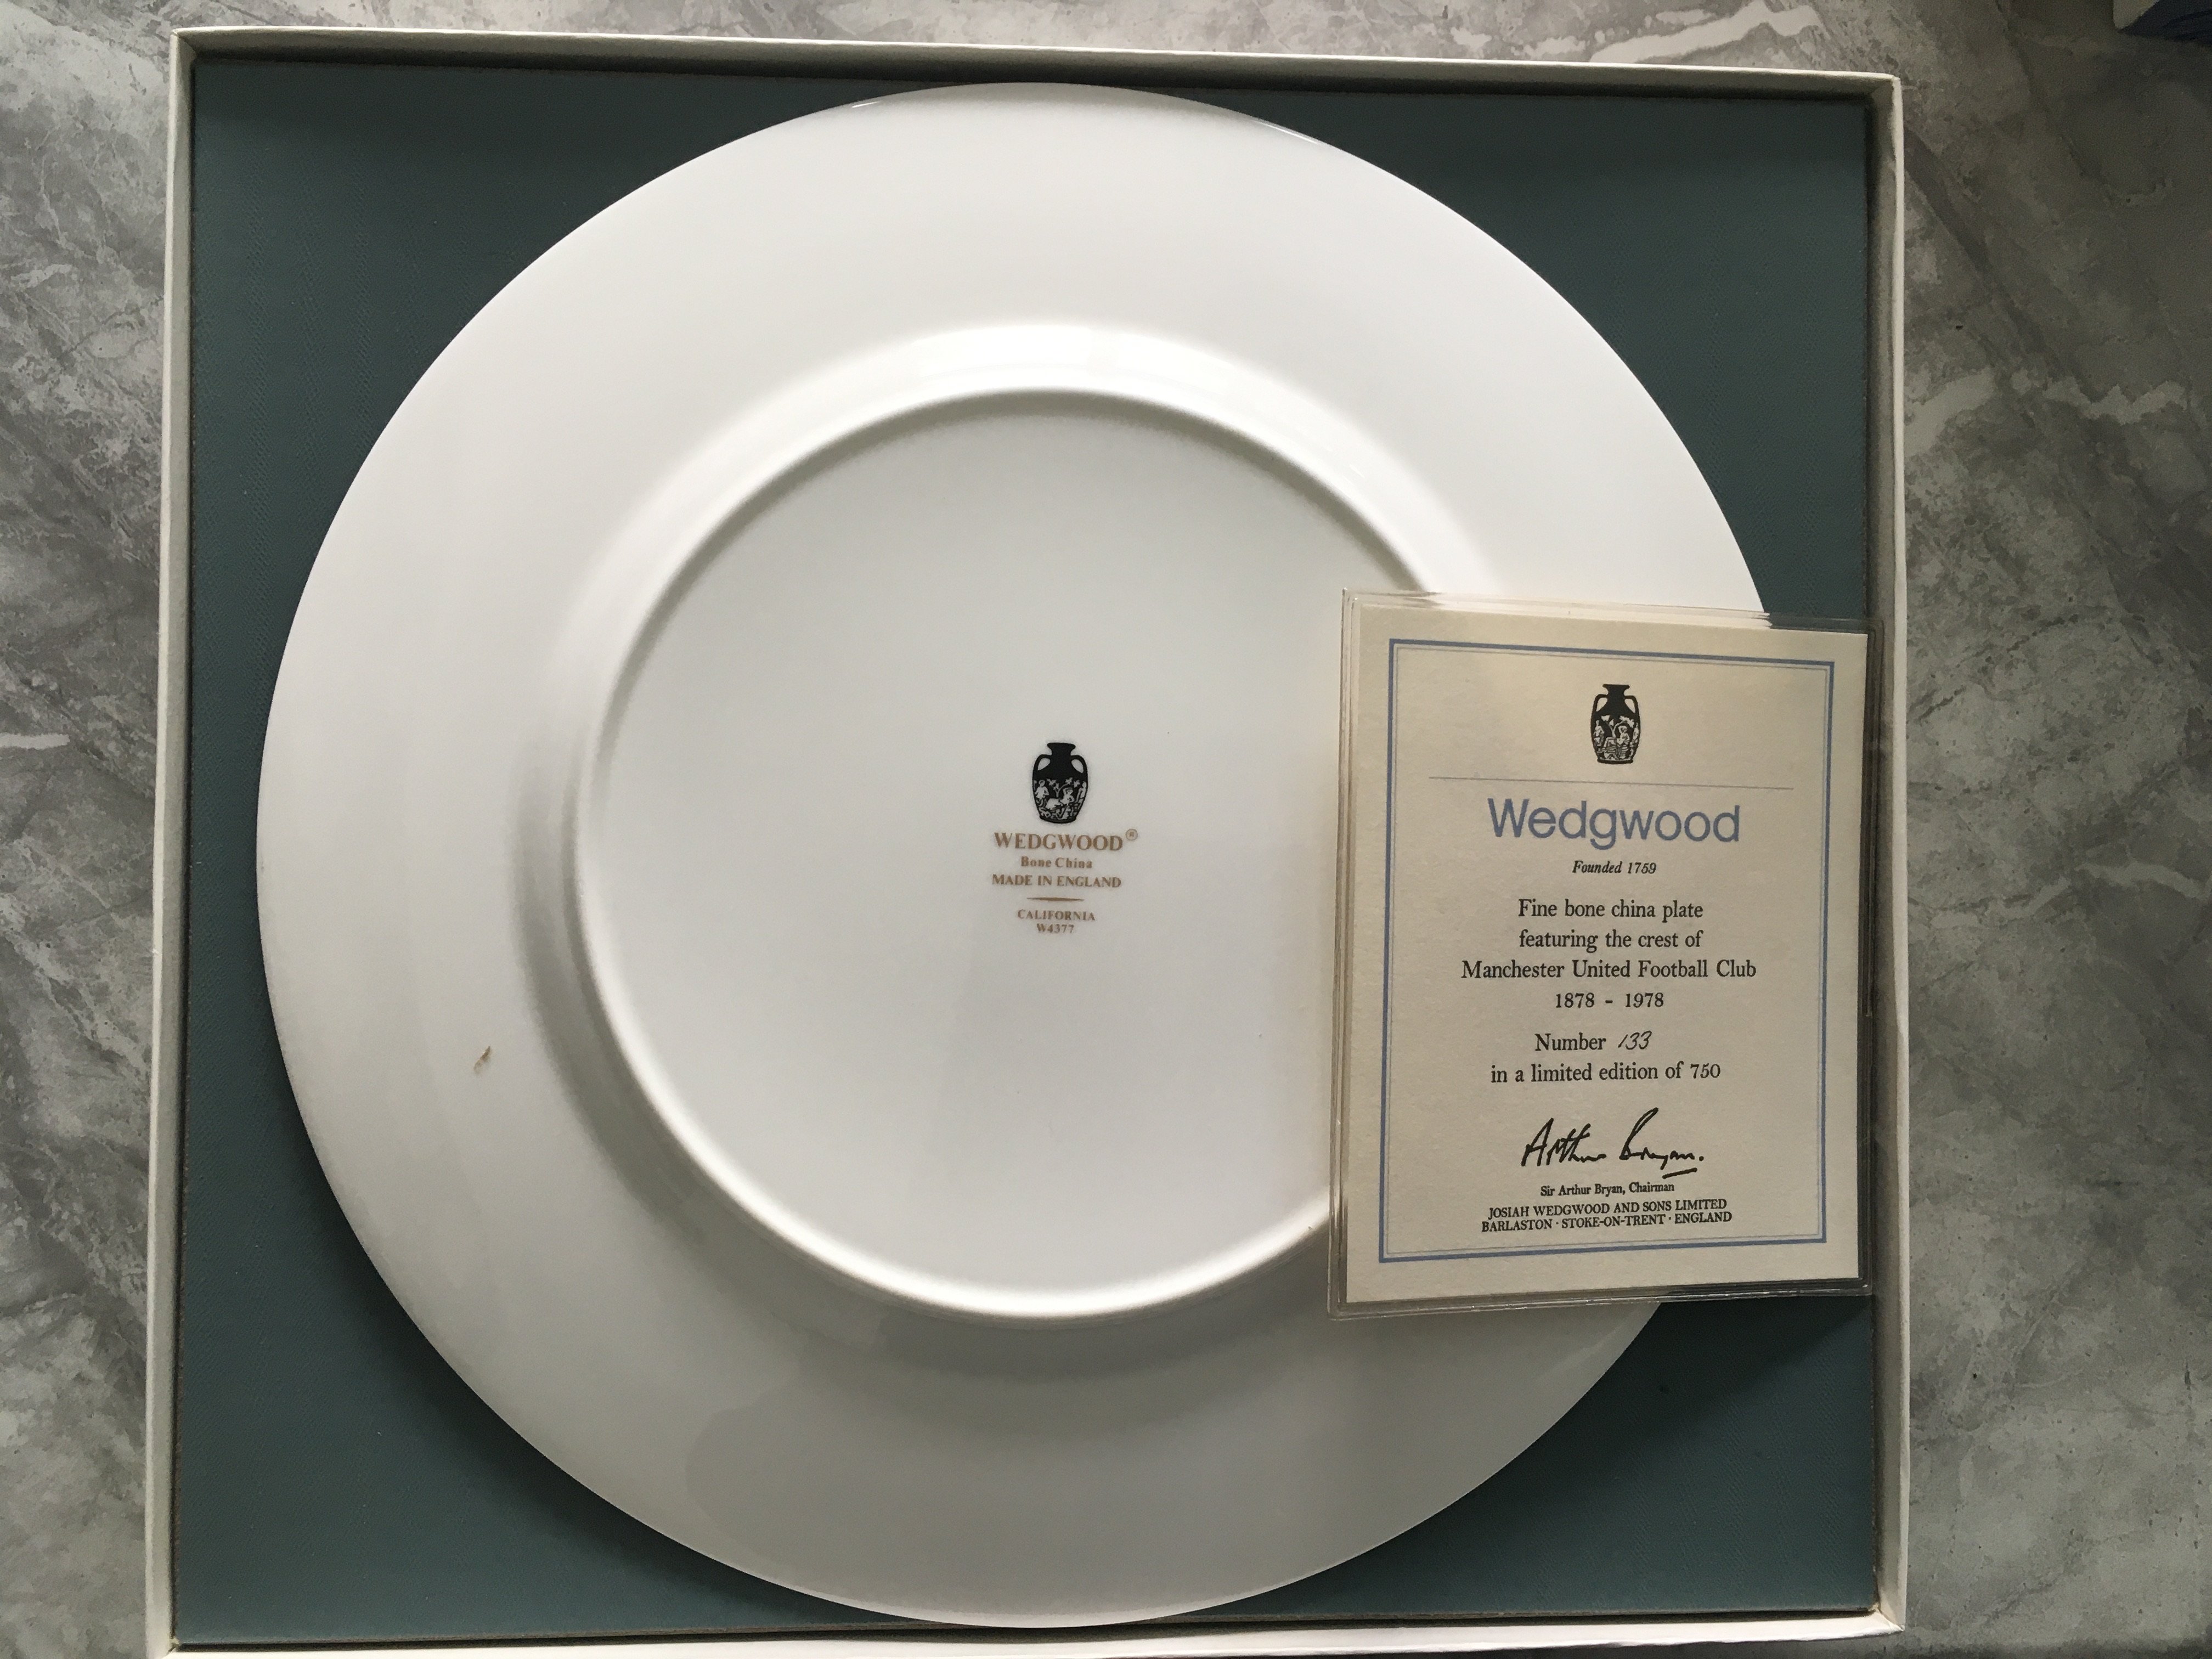 WEDGWOOD®
Bone China
MADE IN ENGLAND
CALIFORNIA
W4377
Wedgwood
Founded 1759
Fine bone china plate
featuring the crest of
Manchester United Football Club
1878 - 1978
Number 133
in a limited edition of 750
Arthur Bryan.
Sir Arthur Bryan, Chairman
JOSIAH WEDGWOOD AND SONS LIMITED
BARLASTON · STOKE-ON-TRENT · ENGLAND